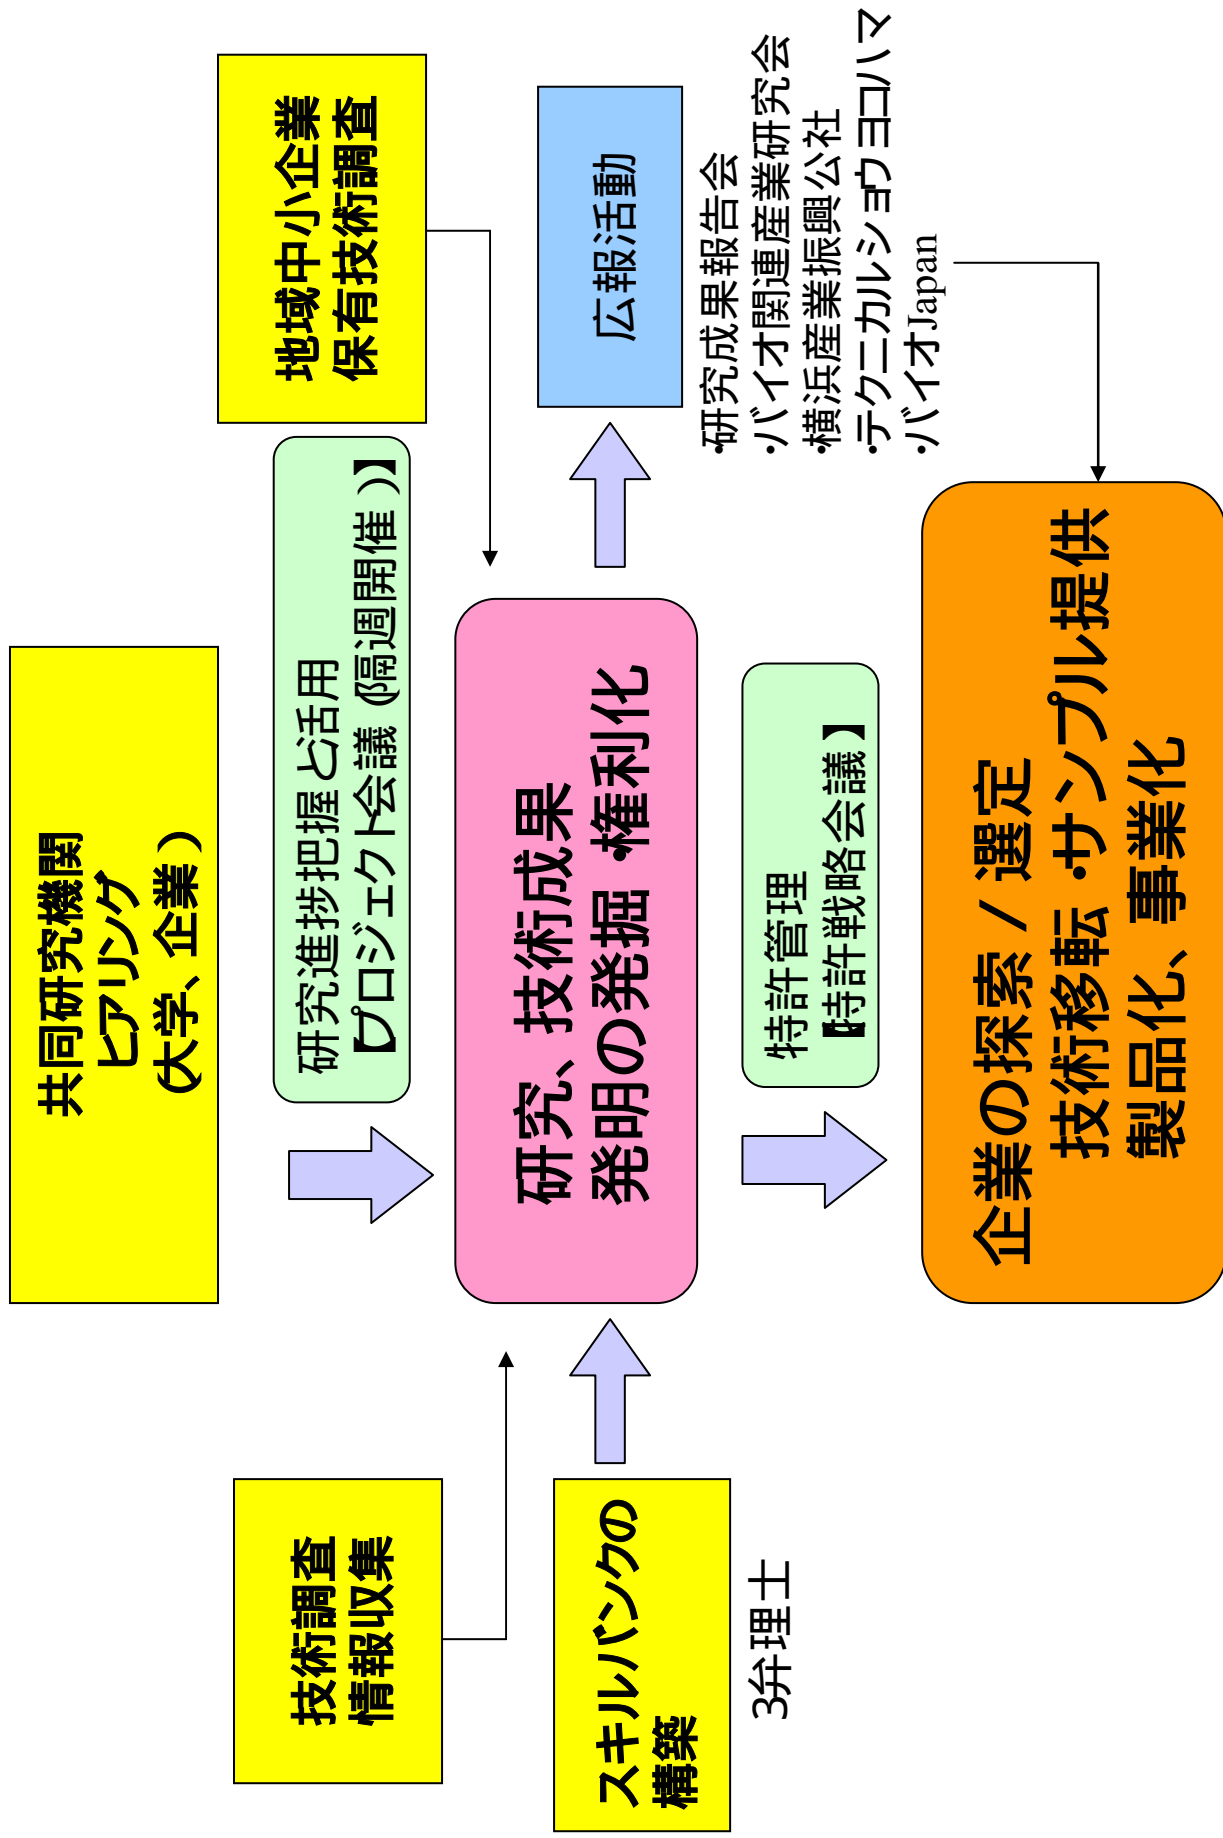 共同研究機関
ヒアリング
(大学、企業)
技術調査
情報収集
研究進捗把握と活用
【プロジェクト会議(隔週開催)】
地域中小企業
保有技術調査
スキルバンクの
構築
3弁理士
研究、技術成果
発明の発掘・権利化
広報活動
・研究成果報告会
・バイオ関連産業研究会
・横浜産業振興公社
・テクニカルショウヨコハマ
・バイオJapan
特許管理
【特許戦略会議】
企業の探索/選定
技術移転・サンプル提供
製品化、事業化